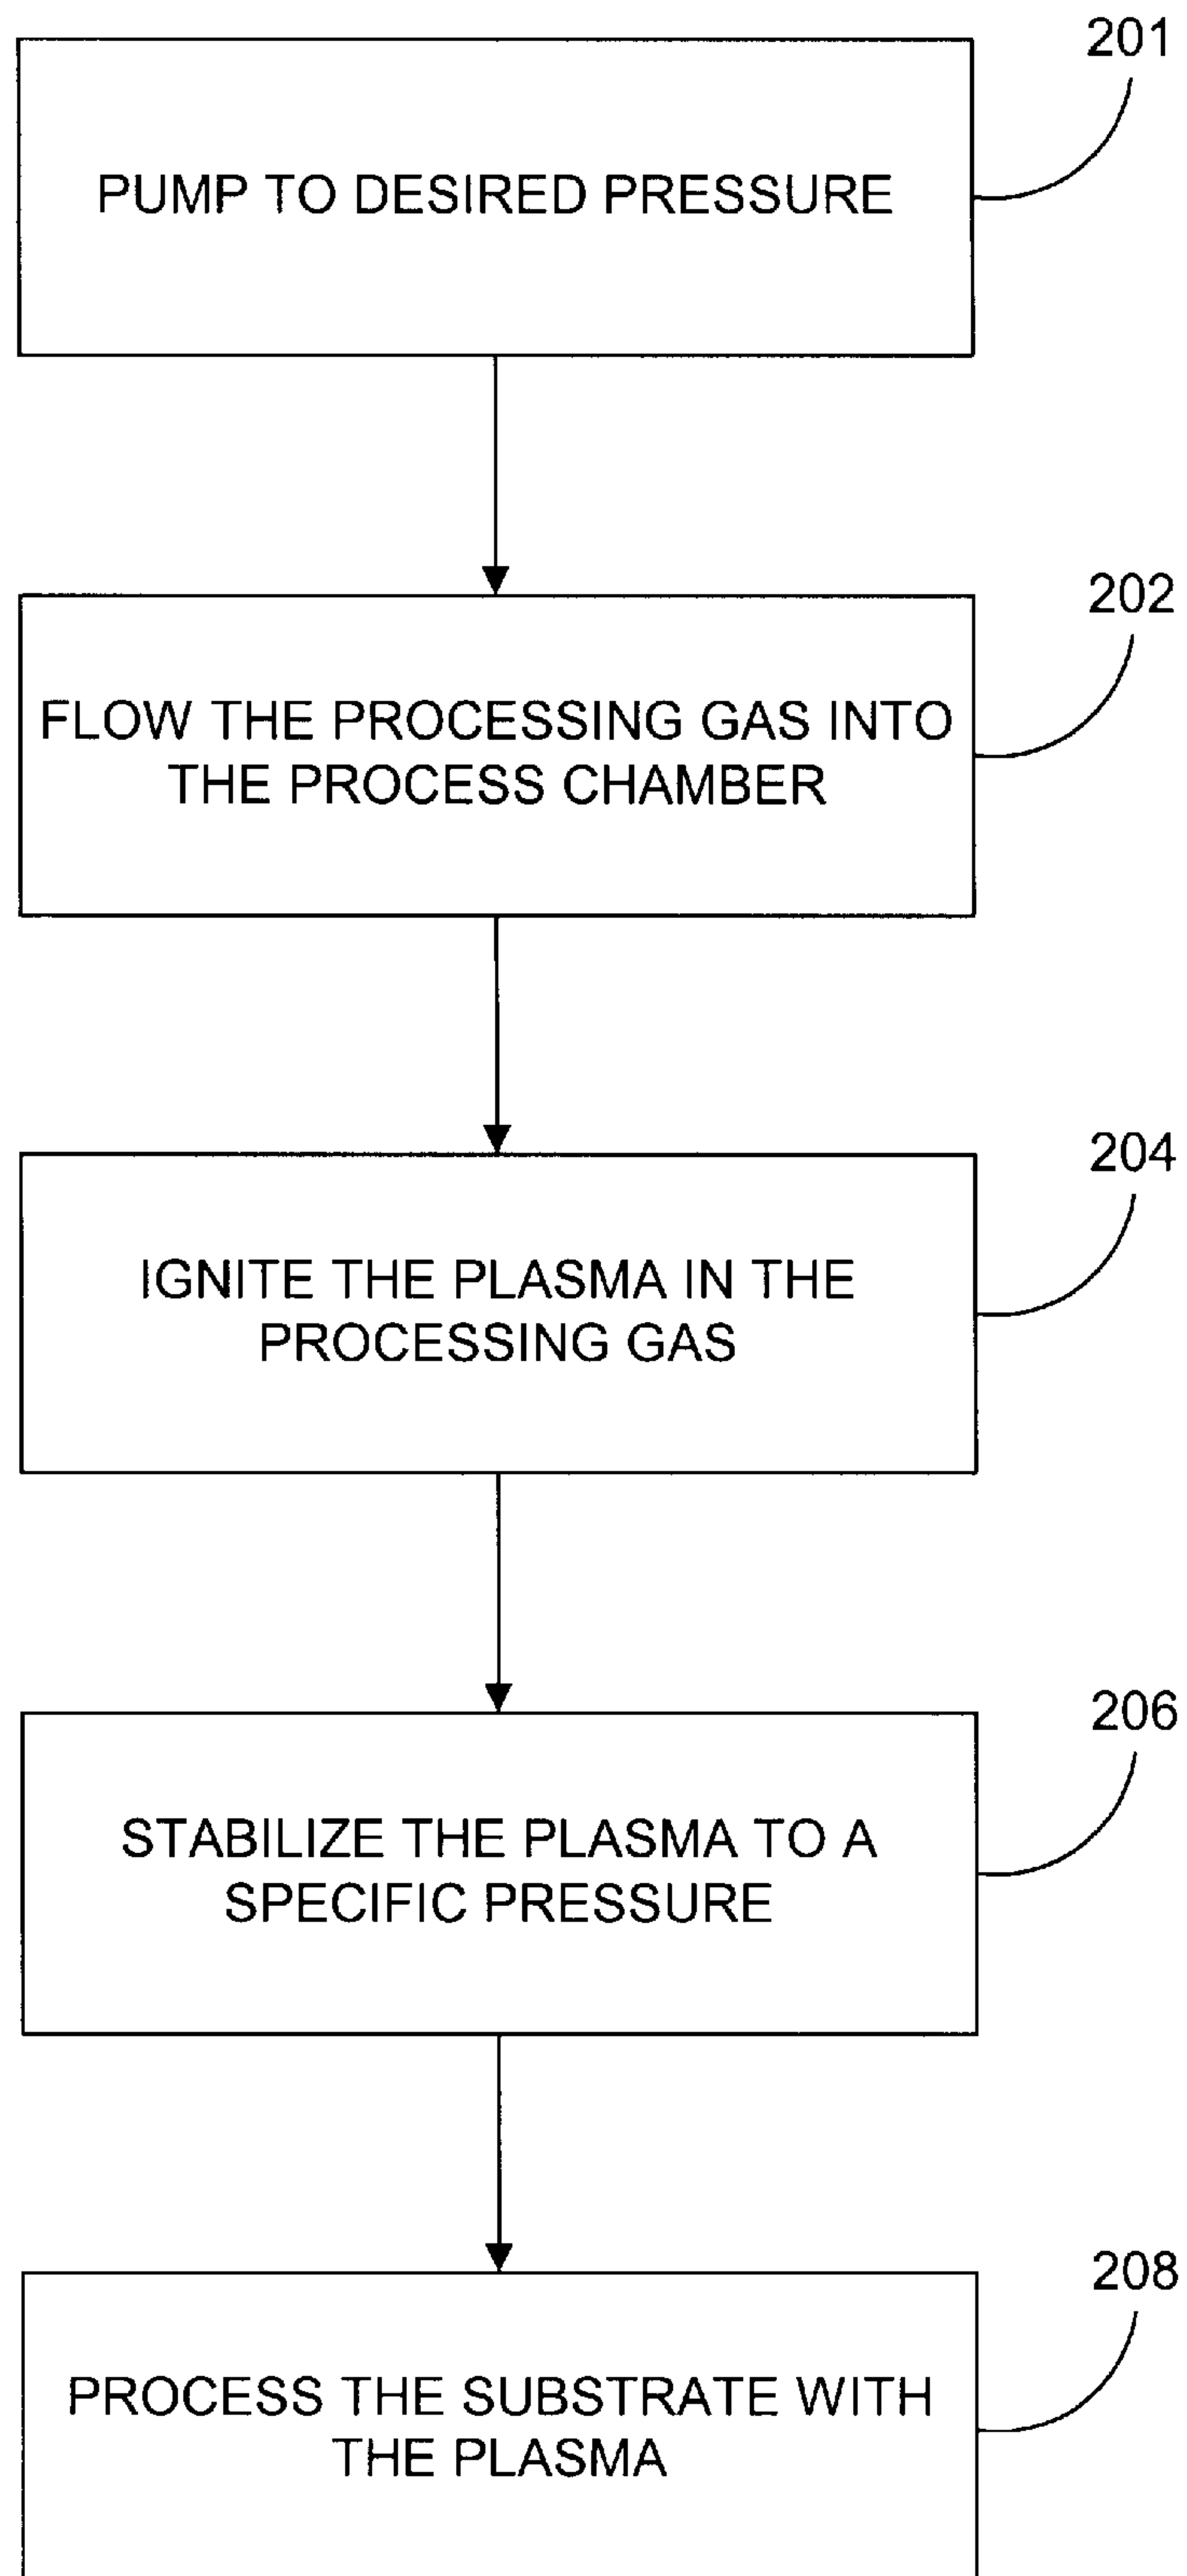 201
PUMP TO DESIRED PRESSURE
202
FLOW THE PROCESSING GAS INTO
THE PROCESS CHAMBER
204
IGNITE THE PLASMA IN THE
PROCESSING GAS
206
STABILIZE THE PLASMA TO A
SPECIFIC PRESSURE
208
PROCESS THE SUBSTRATE WITH
THE PLASMA